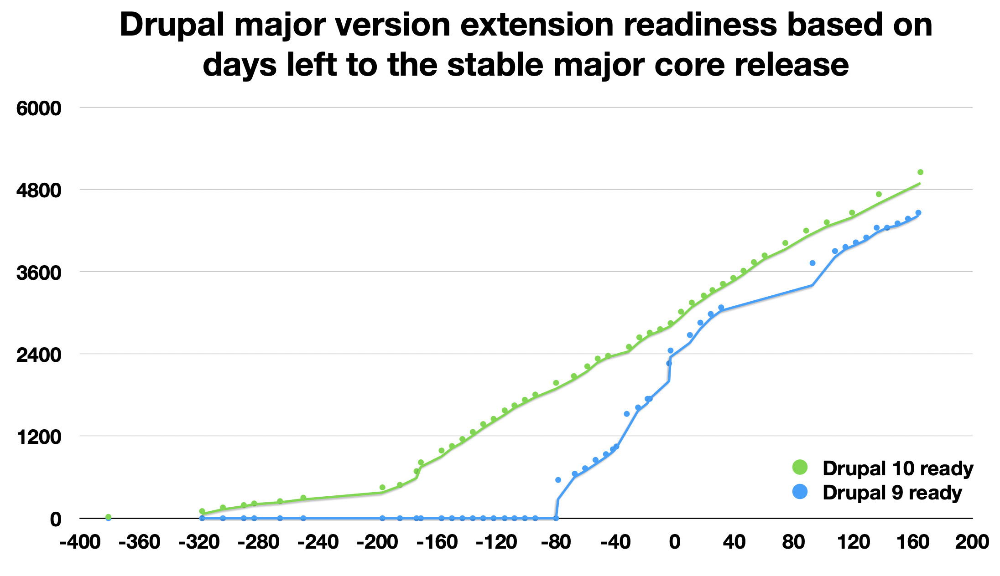 Drupal major version extension readiness based on
days left to the stable major core release
6000
4800
3600
2400
1200
0
Drupal 10 ready
Drupal 9 ready
-400 -360 -320 -280 -240 -200 -160 -120 -80 -40 0 40 80 120 160 200